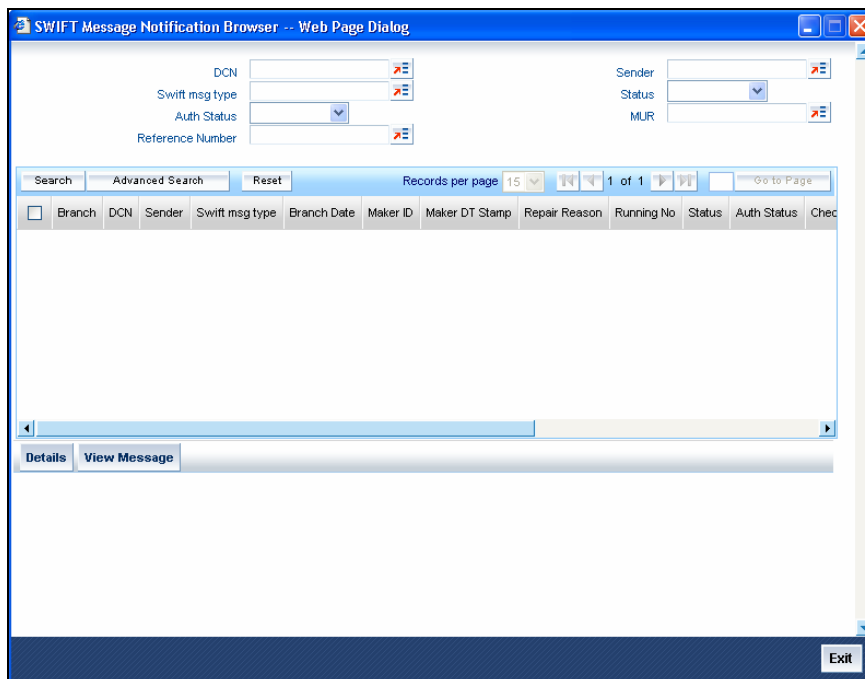 SWIFT Message Notification Browser -- Web Page Dialog
DCN
Sender
Swift msg type
Status
Auth Status
MUR
Reference Number
Search Advanced Search Reset Records per page 15 1 of 1 Go to Page
Branch DCN Sender Swift msg type Branch Date Maker ID Maker DT Stamp Repair Reason Running No Status Auth Status Chec
Details View Message
Exit